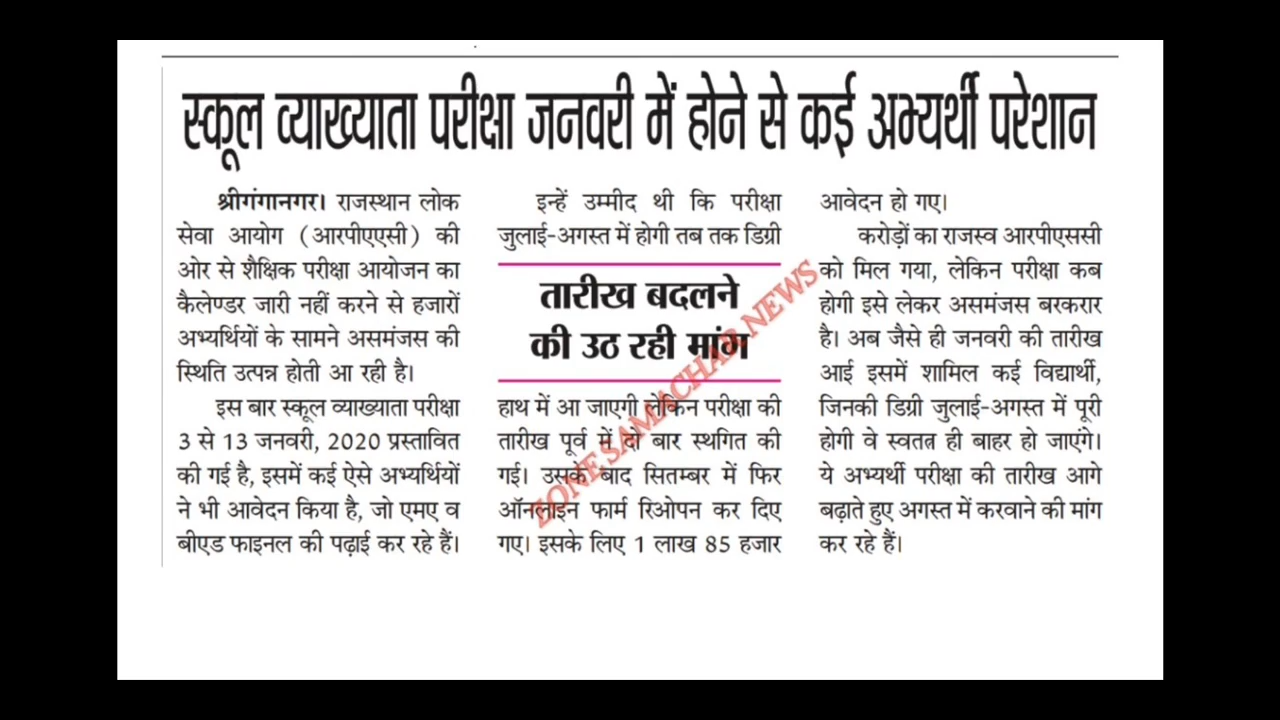 स्कूल व्याख्याता परीक्षा जनवरी में होने से कई अभ्यर्थी परेशान
श्रीगंगानगर। राजस्थान लोक
सेवा आयोग (आरपीएएसी) की
ओर से शैक्षिक परीक्षा आयोजन का
कैलेण्डर जारी नहीं करने से हजारों
अभ्यर्थियों के सामने असमंजस की
स्थिति उत्पन्न होती आ रही है।
इस बार स्कूल व्याख्याता परीक्षा
3 से 13 जनवरी, 2020 प्रस्तावित
की गई है, इसमें कई ऐसे अभ्यर्थियों
ने भी आवेदन किया है, जो एमए व
बीएड फाइनल की पढ़ाई कर रहे हैं।
इन्हें उम्मीद थी कि परीक्षा
जुलाई-अगस्त में होगी तब तक डिग्री
तारीख बदलने
की उठ रही मांग
हाथ में आ जाएगी लेकिन परीक्षा की
तारीख पूर्व में दो बार स्थगित की
गई। उसके बाद सितम्बर में फिर
ऑनलाइन फार्म रिओपन कर दिए
गए। इसके लिए 1 लाख 85 हजार
आवेदन हो गए।
करोड़ों का राजस्व आरपीएससी
को मिल गया, लेकिन परीक्षा कब
होगी इसे लेकर असमंजस बरकरार
है। अब जैसे ही जनवरी की तारीख
आई इसमें शामिल कई विद्यार्थी,
जिनकी डिग्री जुलाई-अगस्त में पूरी
होगी वे स्वतत्न ही बाहर हो जाएंगे।
ये अभ्यर्थी परीक्षा की तारीख आगे
बढ़ाते हुए अगस्त में करवाने की मांग
कर रहे हैं।
ZONE SAMACHAR NEWS